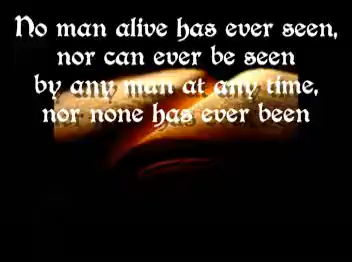 No man alive has ever seen,
nor can ever be seen
by any man at any time,
nor none has ever been